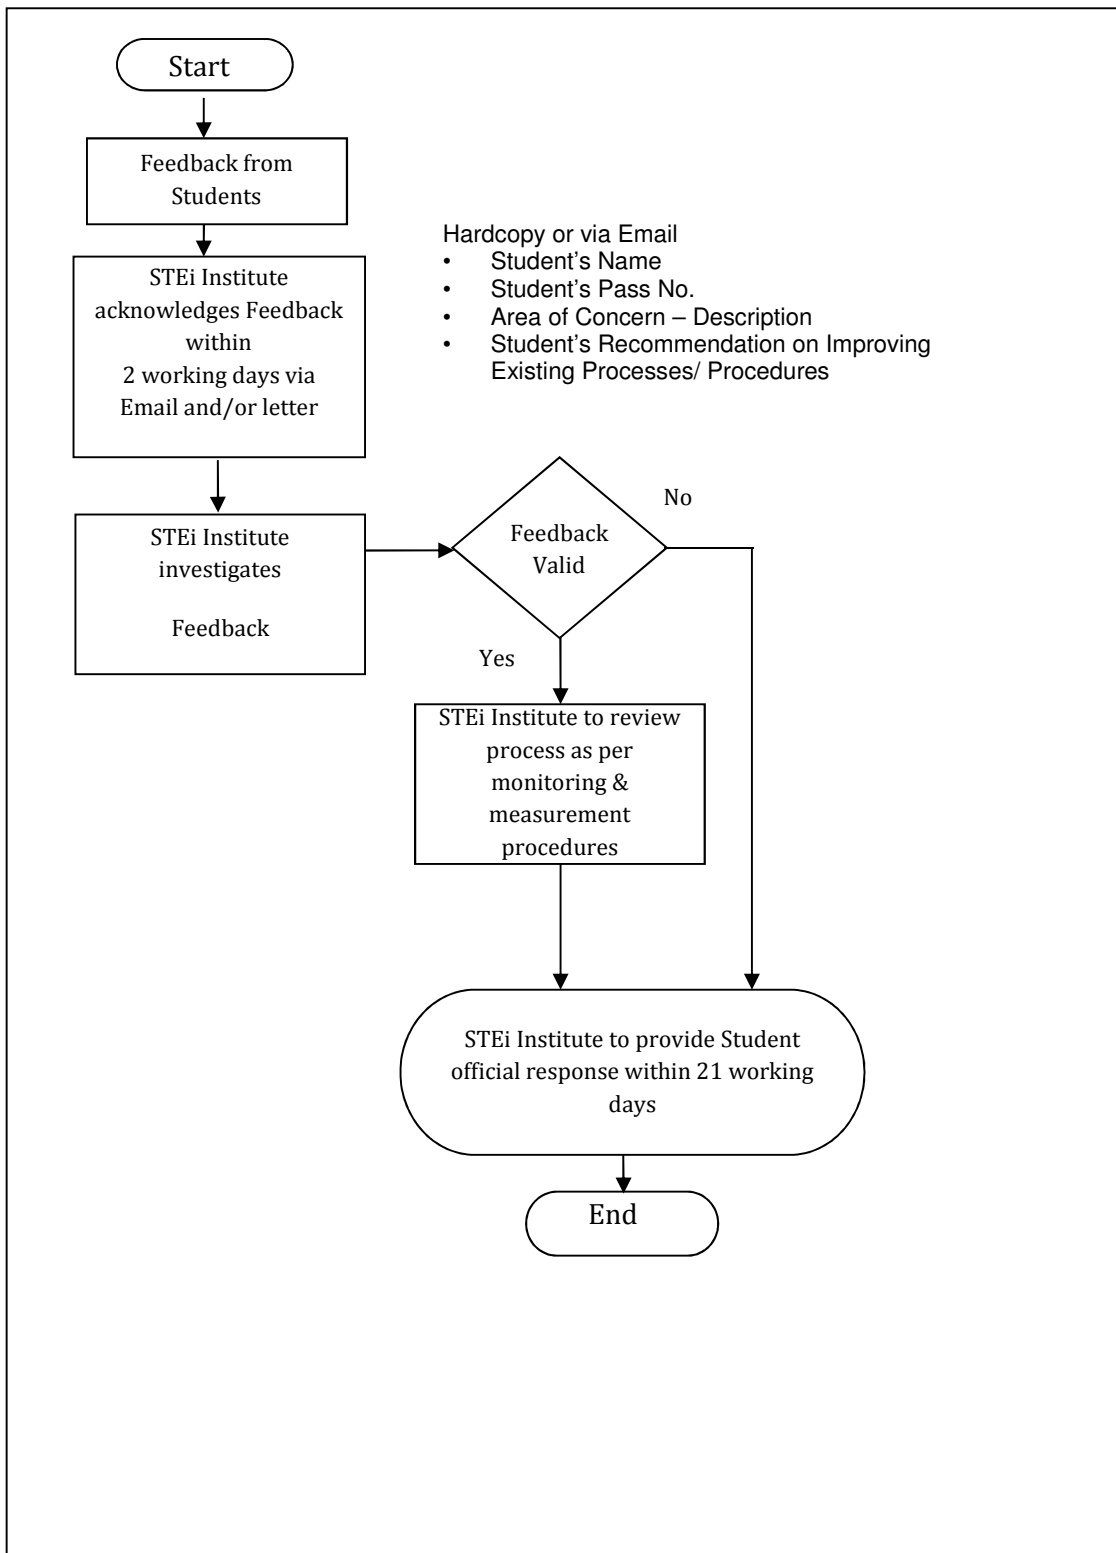 Start
Feedback from
Students
STEi Institute
acknowledges Feedback
within
2 working days via
Email and/or letter
Hardcopy or via Email
• Student's Name
• Student's Pass No.
• Area of Concern – Description
• Student's Recommendation on Improving
Existing Processes/ Procedures
STEi Institute
investigates
Feedback
Feedback
Valid
No
Yes
STEi Institute to review
process as per
monitoring &
measurement
procedures
STEi Institute to provide Student
official response within 21 working
days
End